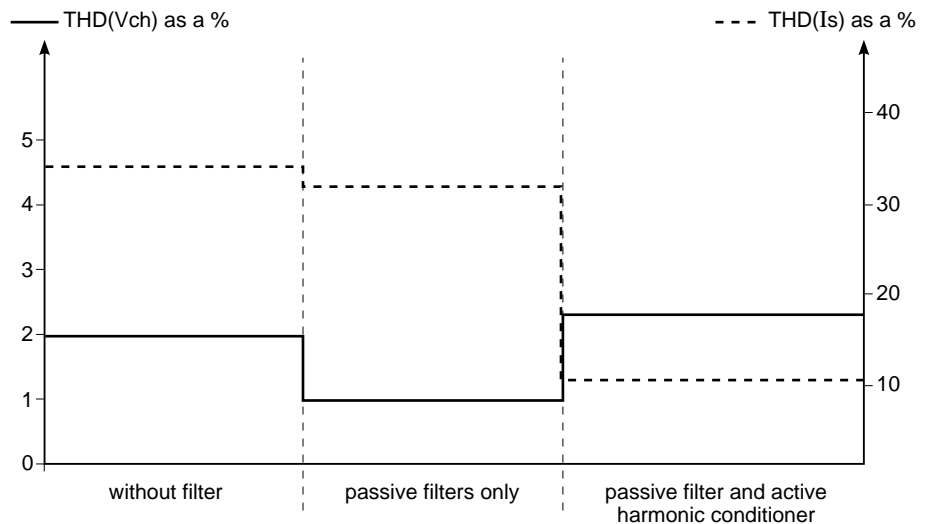 THD(Vch) as a %
THD(Is) as a %
5
4
3
2
1
0
40
30
20
10
without filter
passive filters only
passive filter and active
harmonic conditioner